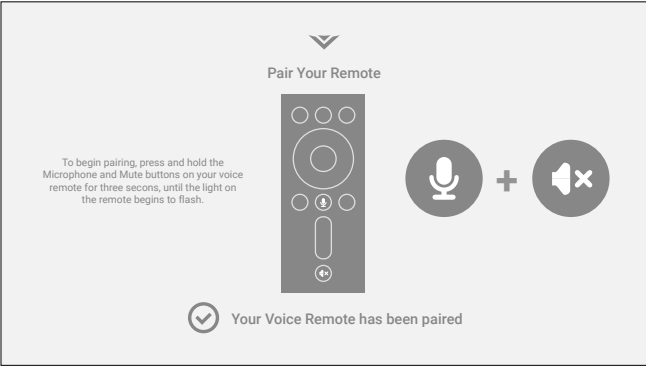 Pair Your Remote
To begin pairing, press and hold the
Microphone and Mute buttons on your voice
remote for three secons, until the light on
the remote begins to flash.
Your Voice Remote has been paired